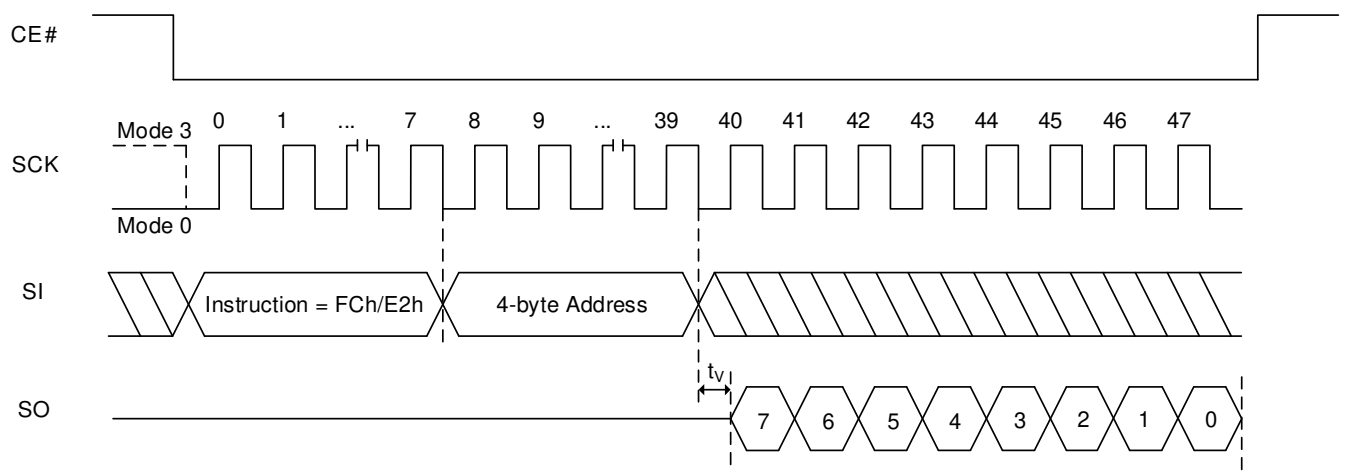 CE#
Mode 3 0 1 ... 7 8 9 ... 39 40 41 42 43 44 45 46 47
SCK
Mode 0
SI Instruction = FCh/E2h 4-byte Address
tV
SO 7 6 5 4 3 2 1 0